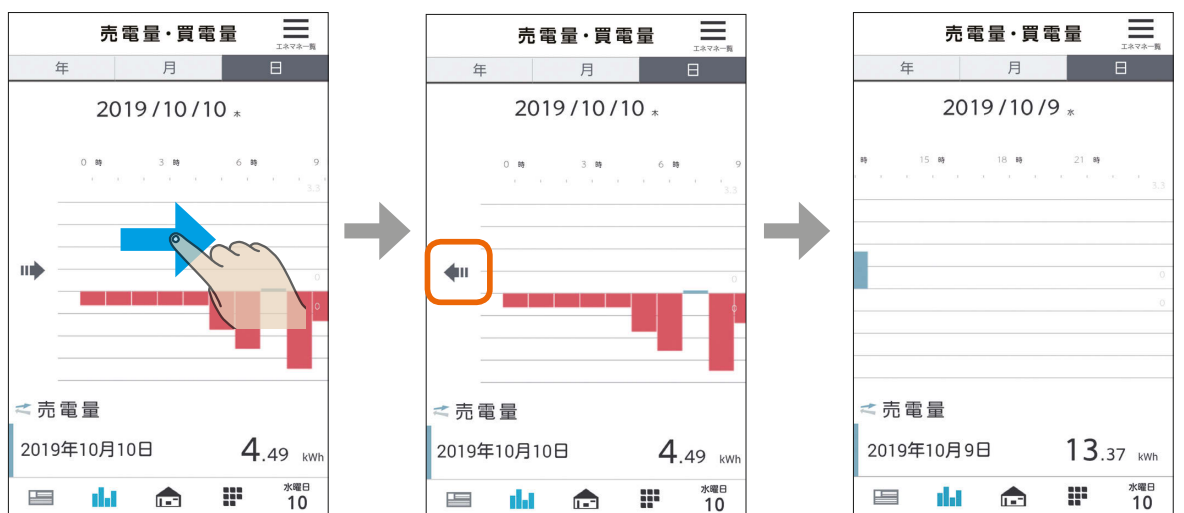 売電量・買電量
エネマネ一覧
年 月 日
2019/10/10 木
0 時 3 時 6 時 9
3.3
0
0
売電量
2019年10月10日 4.49 kWh
水曜日
10
売電量・買電量
エネマネ一覧
年 月 日
2019/10/10 木
0 時 3 時 6 時 9
3.3
0
0
売電量
2019年10月10日 4.49 kWh
水曜日
10
売電量・買電量
エネマネ一覧
年 月 日
2019/10/9 水
時 15 時 18 時 21 時
3.3
0
0
売電量
2019年10月9日 13.37 kWh
水曜日
10